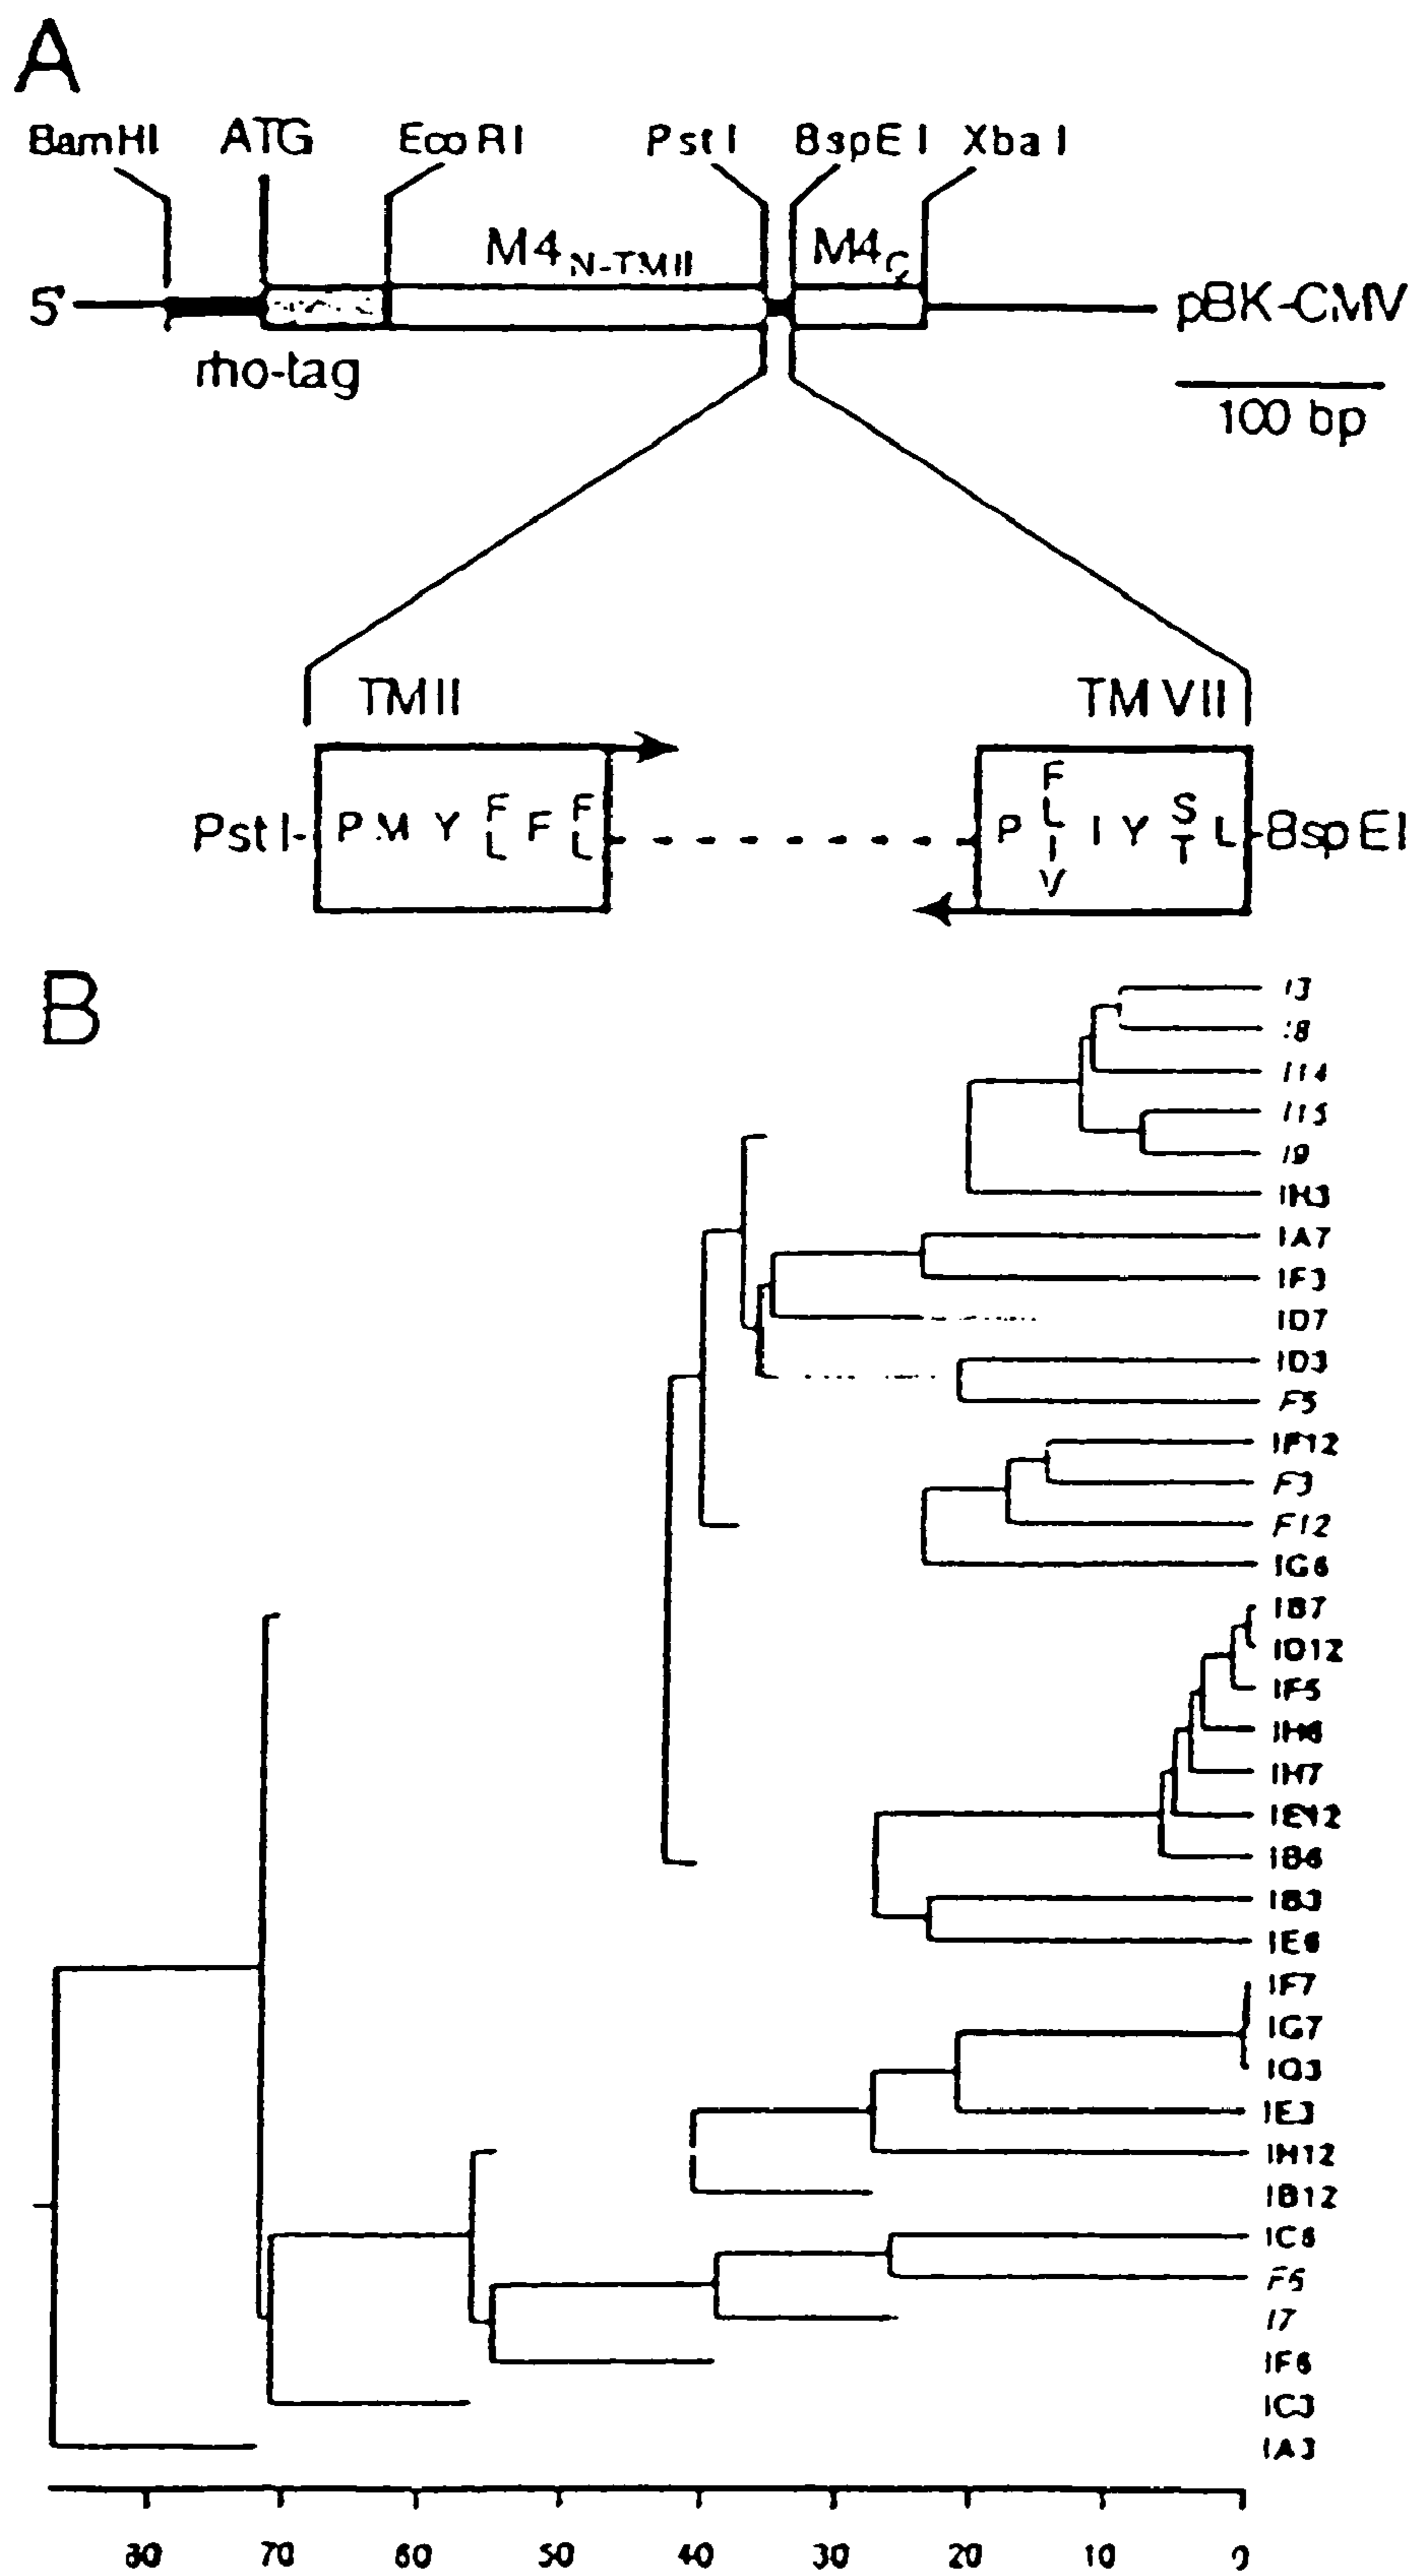 A
BamHI ATG EcoRI PstI BspEI XbaI
M4N-TMII M4C
5' pBK-CMV
rho-tag
100 bp
TMII TM VII
PstI- P M Y F/L F F/L P F/L/I/V I Y S/T L -BspEI
B
I3
I8
I14
I15
I9
IH3
IA7
IF3
ID7
ID3
F5
IF12
F3
F12
IG6
IB7
ID12
IF5
IH6
IH7
IE12
IB6
IB3
IE6
IF7
IG7
IE3
IH12
IB12
F6
I7
IF6
IC3
IA3
80 70 60 50 40 30 20 10 0